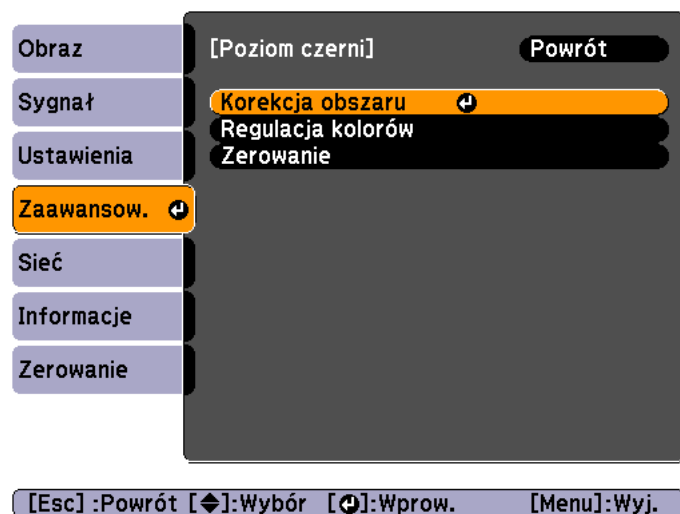 Obraz
Sygnał
Ustawienia
Zaawansow.
Sieć
Informacje
Zerowanie
[Poziom czerni] Powrót
Korekcja obszaru
Regulacja kolorów
Zerowanie
[Esc] :Powrót [◆]:Wybór [↵]:Wprow. [Menu]:Wyj.